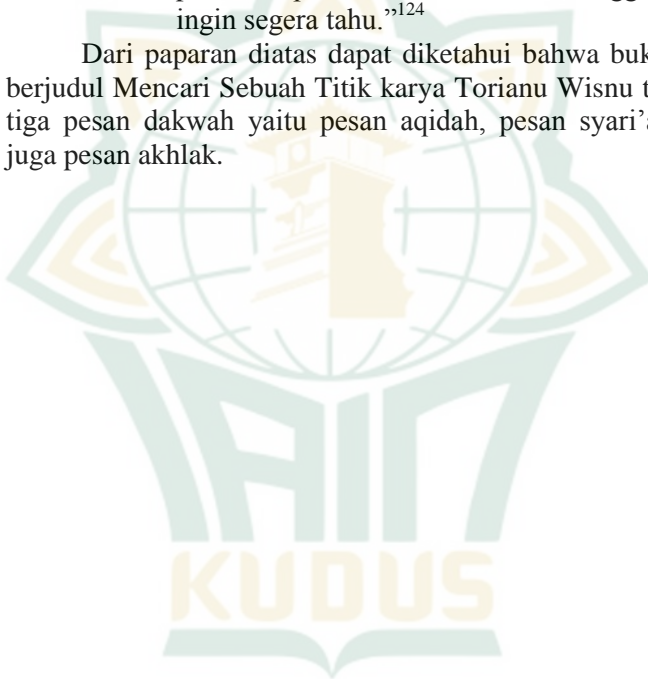 ingin segera tahu.”124
Dari paparan diatas dapat diketahui bahwa
berjudul Mencari Sebuah Titik karya Torianu Wisnu
tiga pesan dakwah yaitu pesan aqidah, pesan
juga pesan akhlak.
IAIN
KUDUS